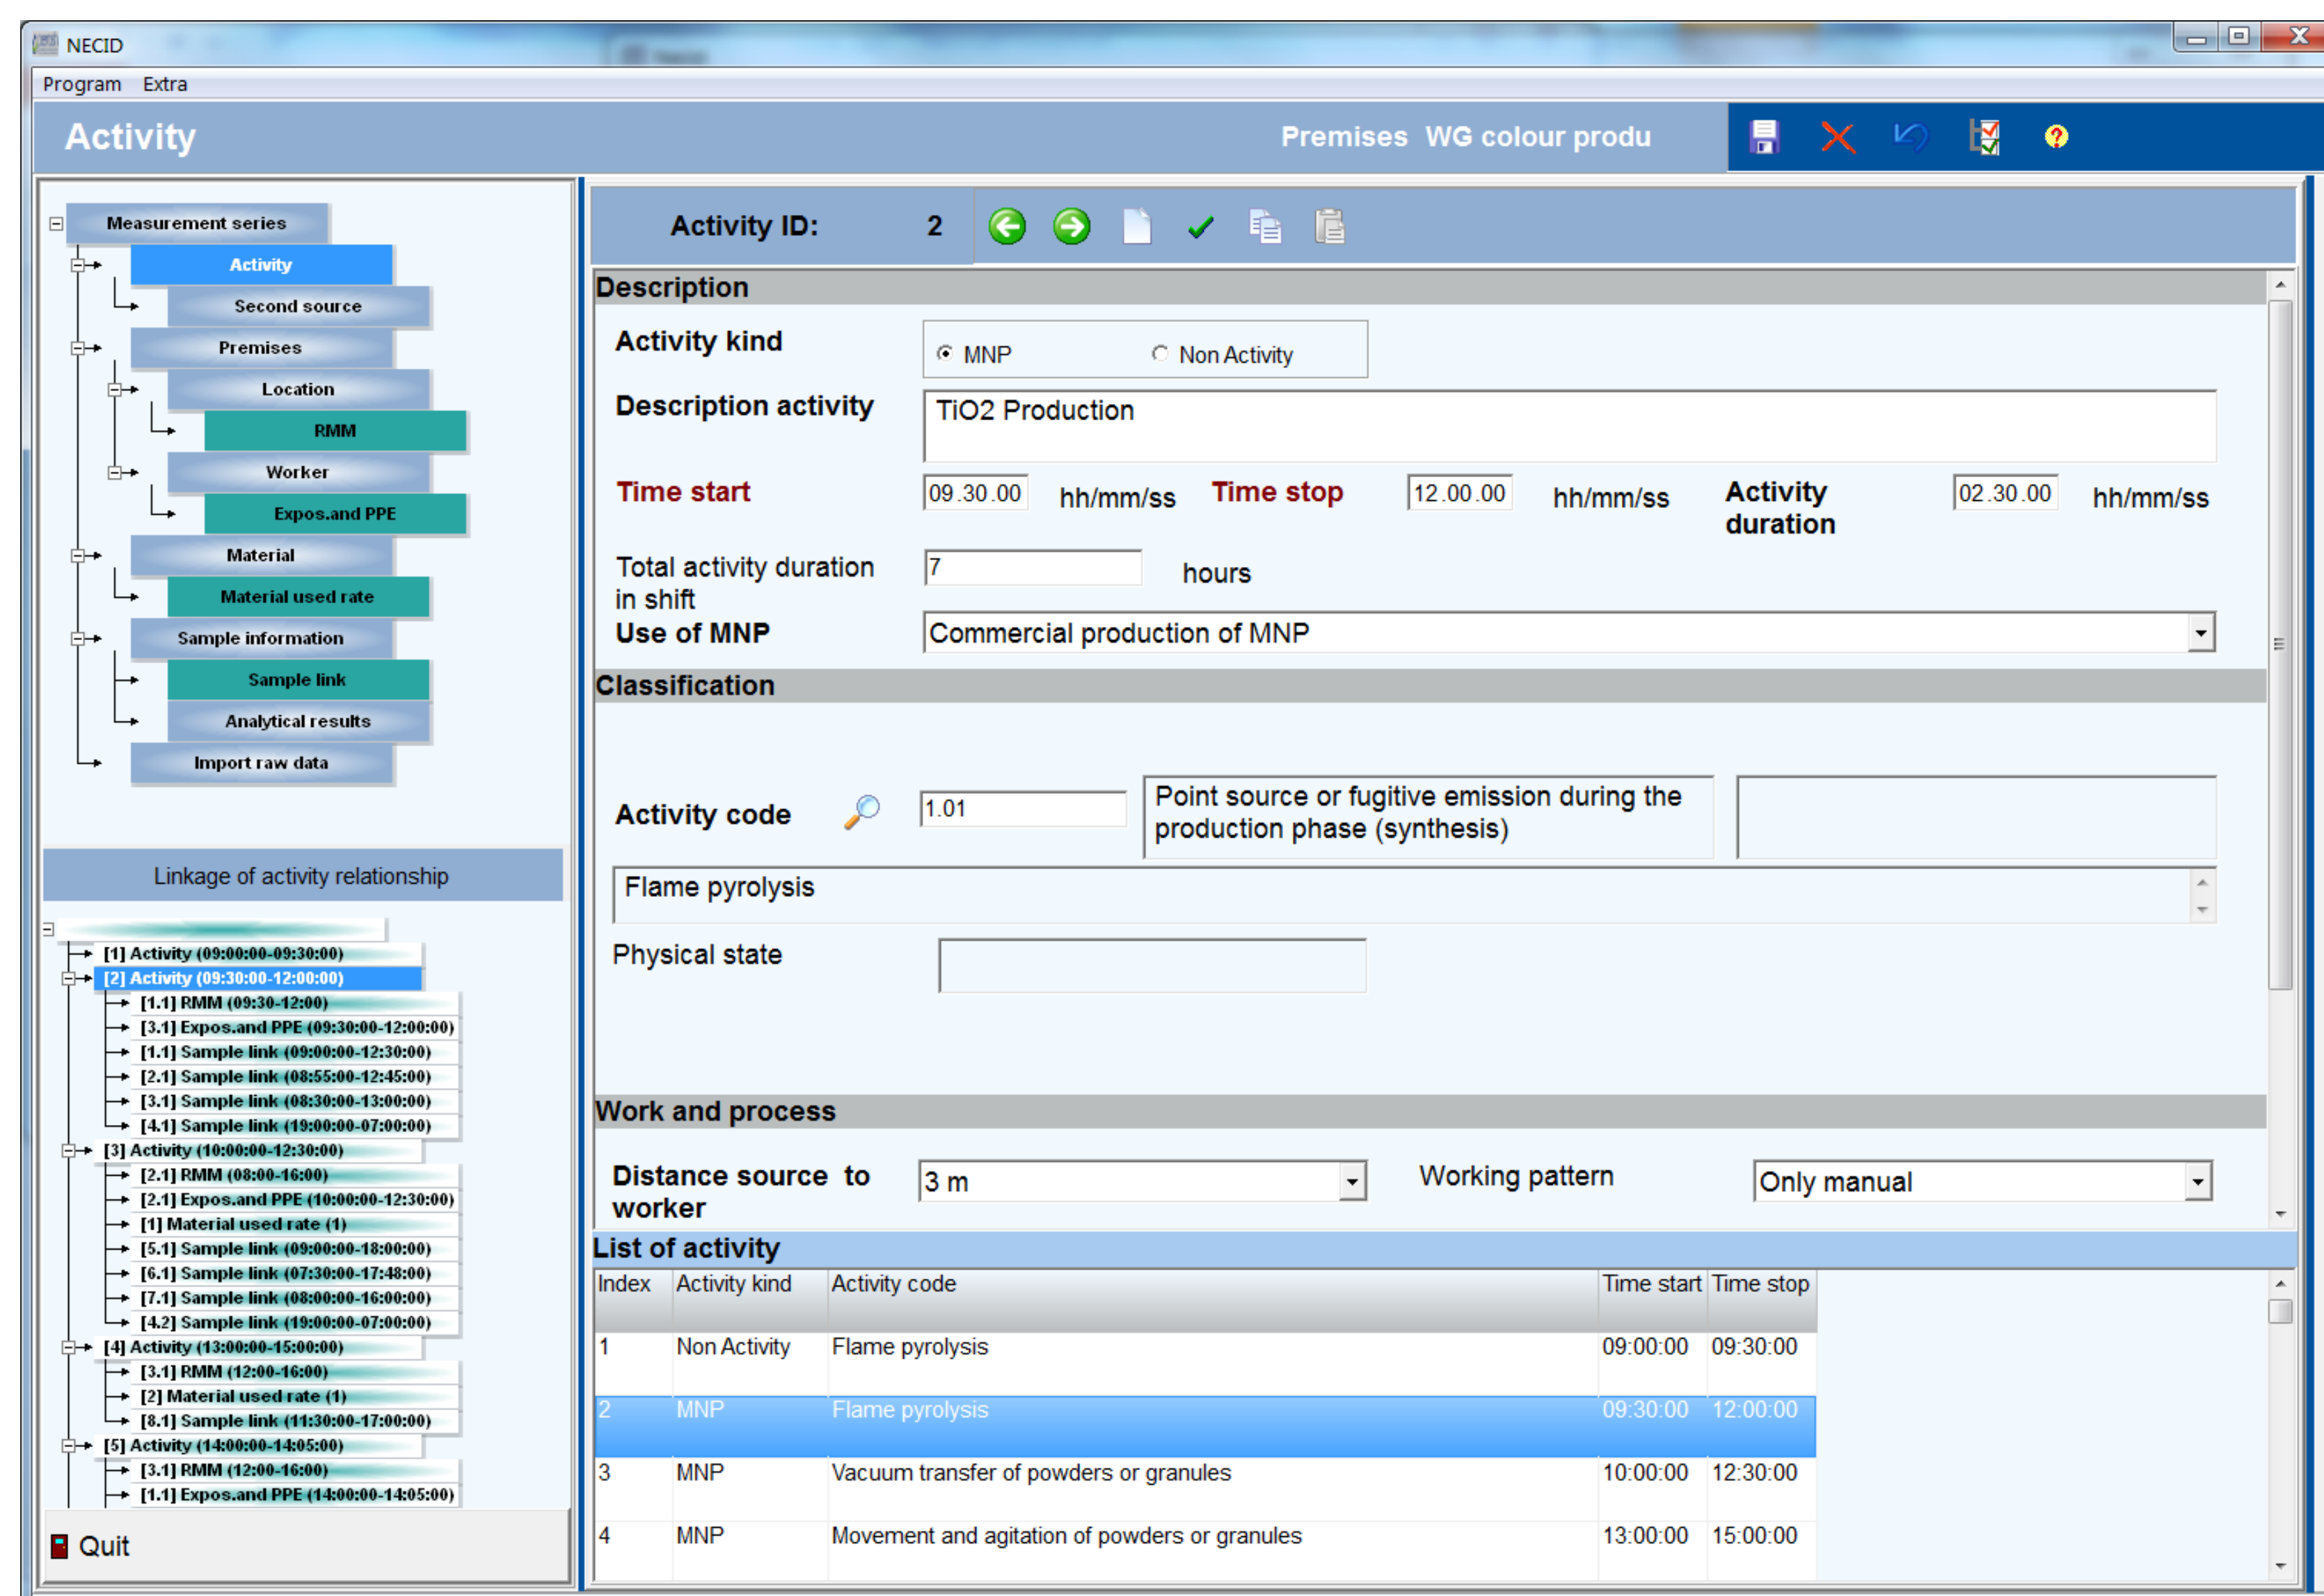 NECID
Program Extra
Activity
Premises WG colour produ
Measurement series
Activity
Second source
Premises
Location
RMM
Worker
Expos.and PPE
Material
Material used rate
Sample information
Sample link
Analytical results
Import raw data
Linkage of activity relationship
[1] Activity (09:00:00-09:30:00)
[2] Activity (09:30:00-12:00:00)
[1.1] RMM (09:30-12:00)
[3.1] Expos.and PPE (09:30:00-12:00:00)
[1.1] Sample link (09:00:00-12:30:00)
[2.1] Sample link (08:55:00-12:45:00)
[3.1] Sample link (08:30:00-13:00:00)
[4.1] Sample link (19:00:00-07:00:00)
[3] Activity (10:00:00-12:30:00)
[2.1] RMM (08:00-16:00)
[2.1] Expos.and PPE (10:00:00-12:30:00)
[1] Material used rate (1)
[5.1] Sample link (09:00:00-18:00:00)
[6.1] Sample link (07:30:00-17:48:00)
[7.1] Sample link (08:00:00-16:00:00)
[4.2] Sample link (19:00:00-07:00:00)
[4] Activity (13:00:00-15:00:00)
[3.1] RMM (12:00-16:00)
[2] Material used rate (1)
[8.1] Sample link (11:30:00-17:00:00)
[5] Activity (14:00:00-14:05:00)
[3.1] RMM (12:00-16:00)
[1.1] Expos.and PPE (14:00:00-14:05:00)
Quit
Activity ID: 2
Description
Activity kind MNP Non Activity
Description activity TiO2 Production
Time start 09.30.00 hh/mm/ss Time stop 12.00.00 hh/mm/ss Activity duration 02.30.00 hh/mm/ss
Total activity duration in shift 7 hours
Use of MNP Commercial production of MNP
Classification
Activity code 1.01 Point source or fugitive emission during the
production phase (synthesis)
Flame pyrolysis
Physical state
Work and process
Distance source to worker 3 m Working pattern Only manual
List of activity
Index Activity kind Activity code Time start Time stop
1 Non Activity Flame pyrolysis 09:00:00 09:30:00
2 MNP Flame pyrolysis 09:30:00 12:00:00
3 MNP Vacuum transfer of powders or granules 10:00:00 12:30:00
4 MNP Movement and agitation of powders or granules 13:00:00 15:00:00